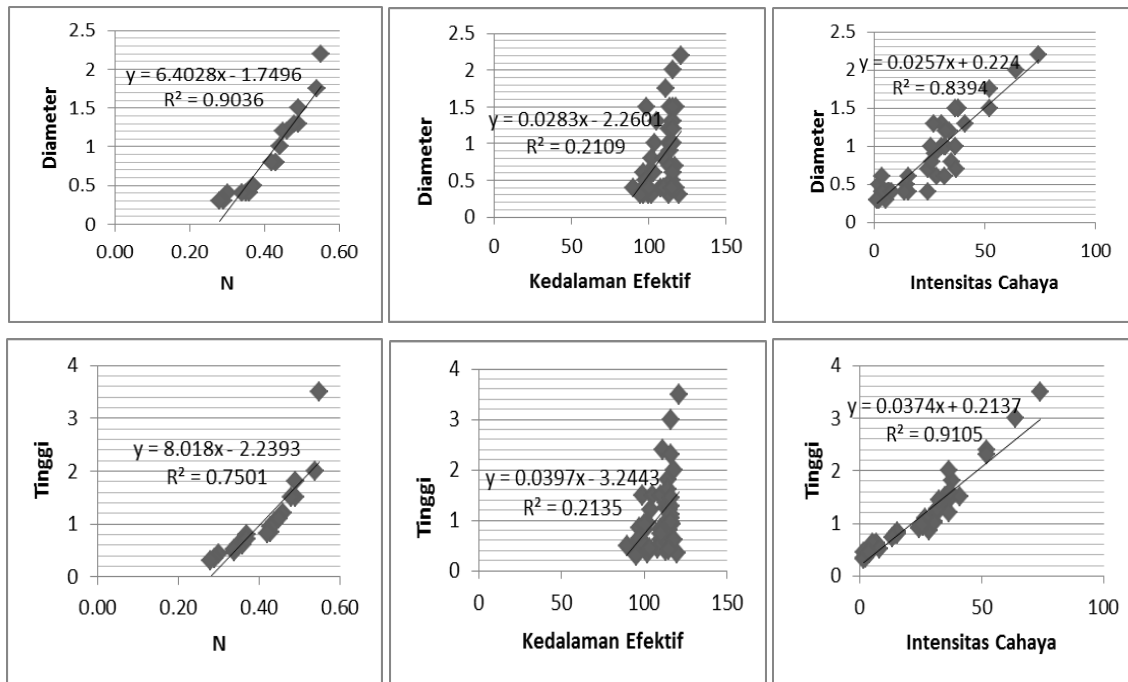 Diameter
2.5
2
1.5
1
0.5
0
y = 6.4028x - 1.7496
R² = 0.9036
0.00 0.20 0.40 0.60
N
Diameter
2.5
2
1.5
1
0.5
0
y = 0.0283x - 2.2601
R² = 0.2109
0 50 100 150
Kedalaman Efektif
Diameter
2.5
2
1.5
1
0.5
0
y = 0.0257x + 0.224
R² = 0.8394
0 50 100
Intensitas Cahaya
Tinggi
4
3
2
1
0
y = 8.018x - 2.2393
R² = 0.7501
0.00 0.20 0.40 0.60
N
Tinggi
4
3
2
1
0
y = 0.0397x - 3.2443
R² = 0.2135
0 50 100 150
Kedalaman Efektif
Tinggi
4
3
2
1
0
y = 0.0374x + 0.2137
R² = 0.9105
0 50 100
Intensitas Cahaya